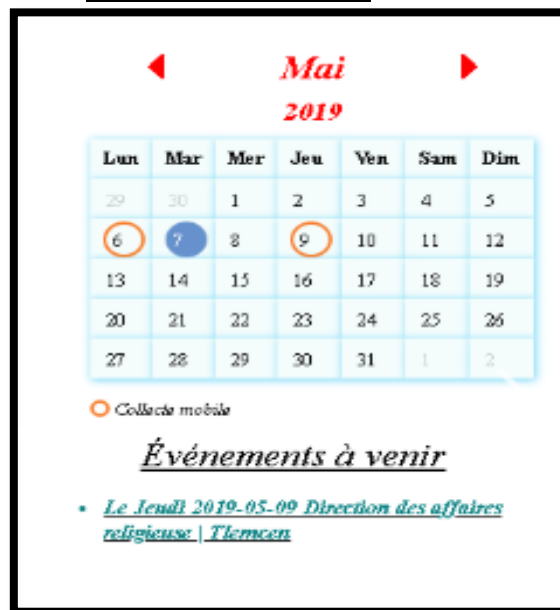 Mai
2019
Lun Mar Mer Jeu Ven Sam Dim
29 30 1 2 3 4 5
6 7 8 9 10 11 12
13 14 15 16 17 18 19
20 21 22 23 24 25 26
27 28 29 30 31 1 2
Collecte mobile
Événements à venir
Le Jeudi 2019-05-09 Direction des affaires
religieuse | Tlemcen